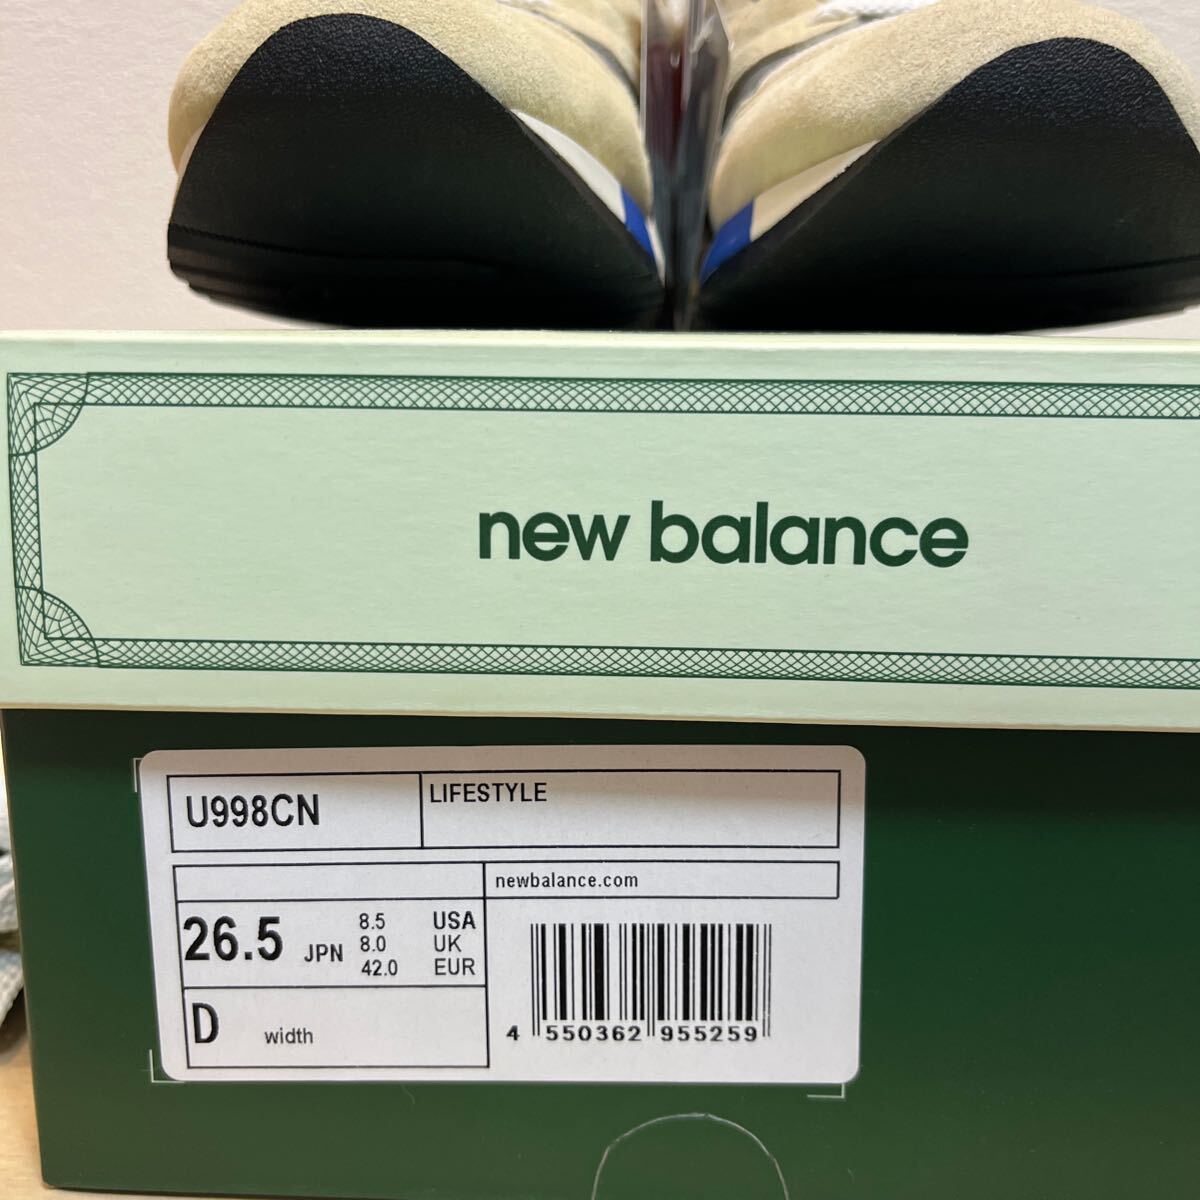 new balance
U998CN
LIFESTYLE
newbalance.com
26.5 JPN
8.5 USA
8.0 UK
42.0 EUR
D width
4 550362 955259